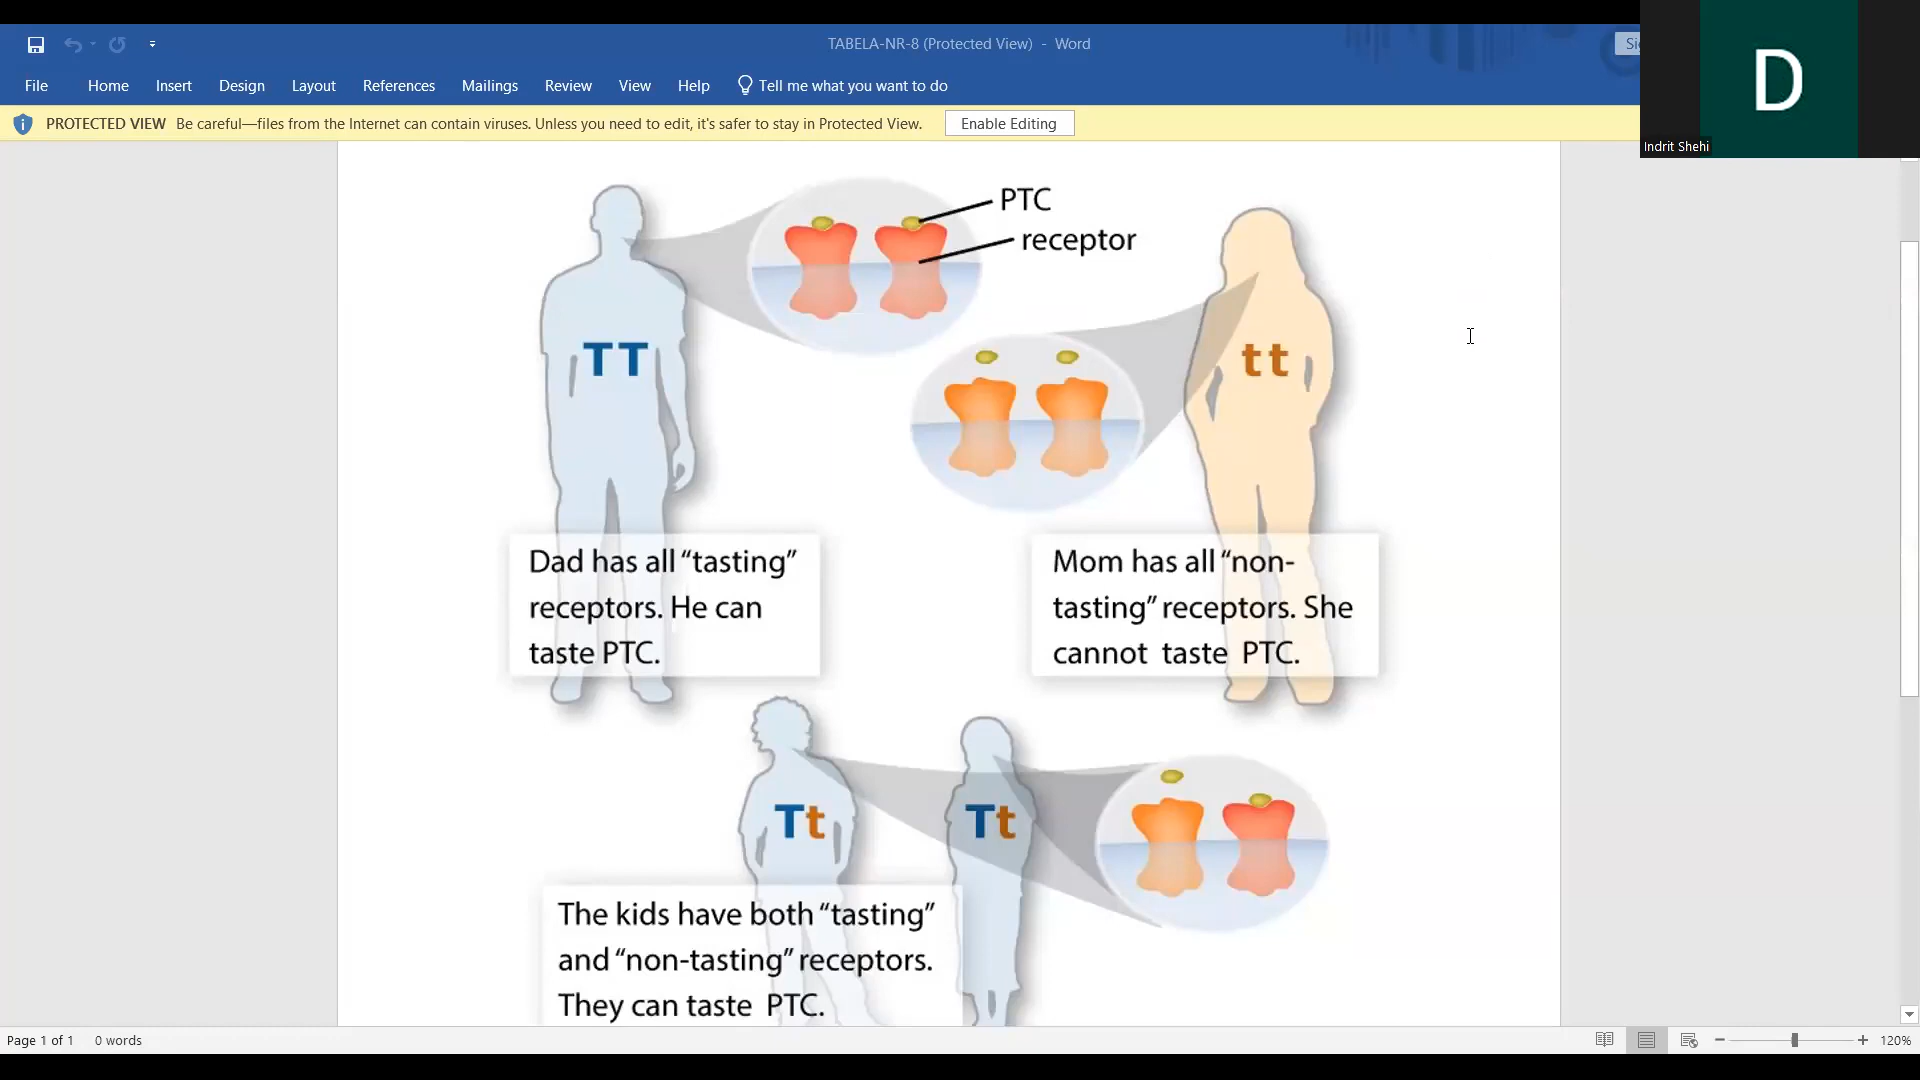 TABELA-NR-8 (Protected View) - Word
Si
D
File Home Insert Design Layout References Mailings Review View Help Tell me what you want to do
PROTECTED VIEW Be careful—files from the Internet can contain viruses. Unless you need to edit, it's safer to stay in Protected View. Enable Editing
Indrit Shehi
PTC
receptor
TT
tt
Dad has all “tasting”
receptors. He can
taste PTC.
Mom has all “non-
tasting” receptors. She
cannot taste PTC.
Tt
Tt
The kids have both “tasting”
and “non-tasting” receptors.
They can taste PTC.
Page 1 of 1 0 words
120%